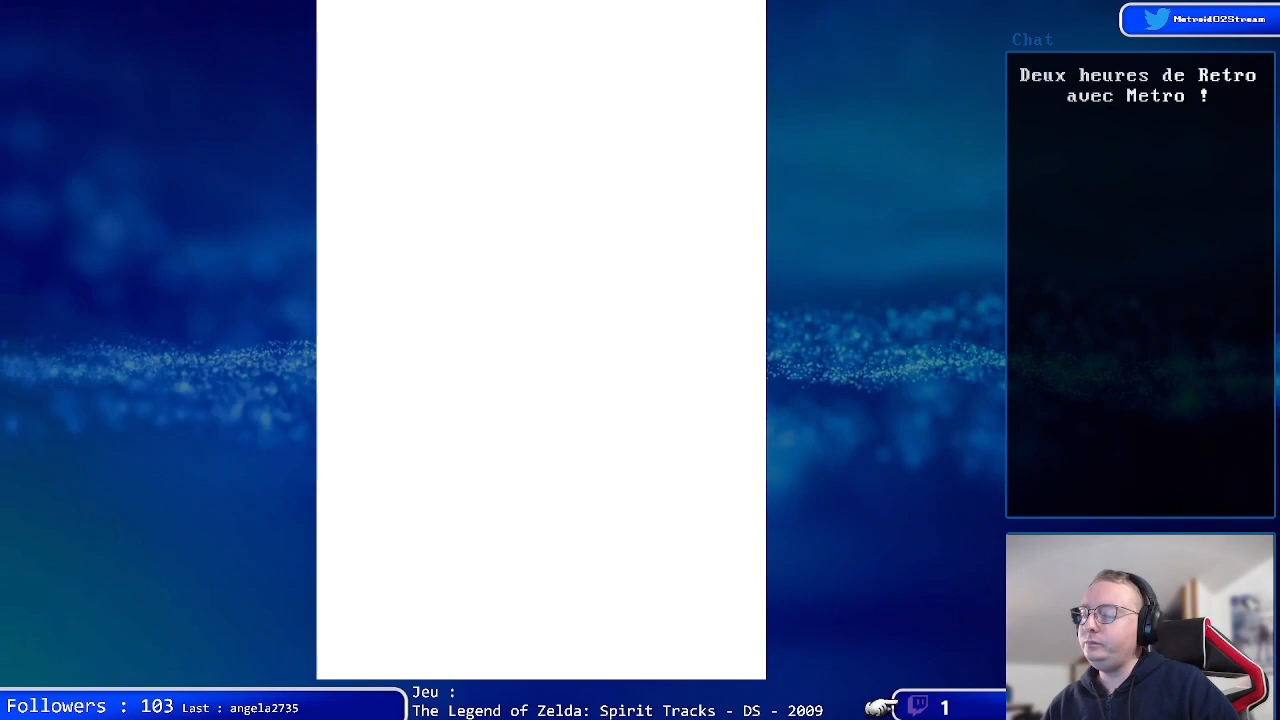 Metroid02Stream
Chat
Deux heures de Retro
avec Metro !
Followers : 103 Last : angela2735
Jeu :
The Legend of Zelda: Spirit Tracks - DS - 2009
1